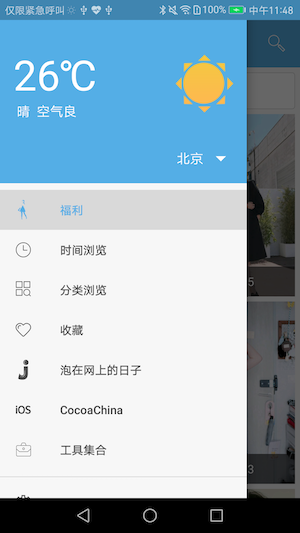 仅限紧急呼叫 100% 中午11:48
26℃
晴 空气良
北京
福利
时间浏览
分类浏览
收藏
泡在网上的日子
iOS CocoaChina
工具集合
5
3